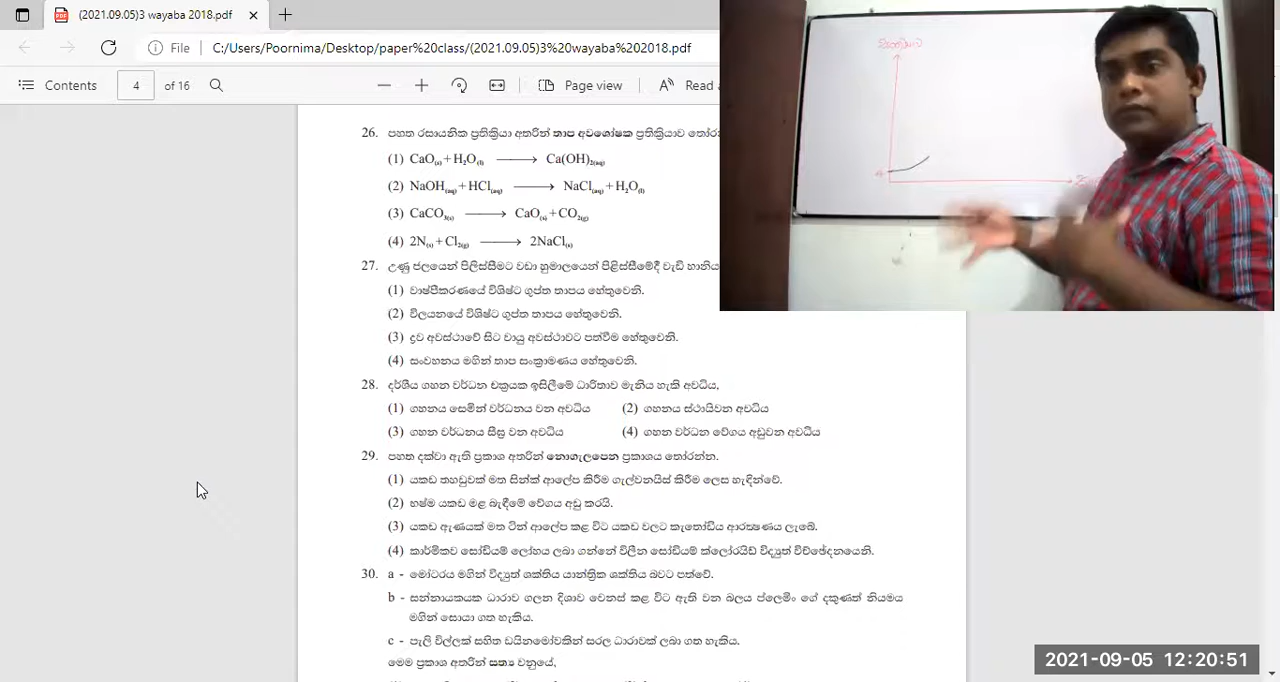 (2021.09.05)3 wayaba 2018.pdf
File C:/Users/Poornima/Desktop/paper%20class/(2021.09.05)3%20wayaba%202018.pdf
Contents 4 of 16 Page view Read
26. පහත රසායනික ප්‍රතික්‍රියා අතරින් තාප අවශෝෂක ප්‍රතික්‍රියාව
(1) CaO(s) + H₂O(l) ⟶ Ca(OH)₂(aq)
(2) NaOH(aq) + HCl(aq) ⟶ NaCl(aq) + H₂O(l)
(3) CaCO₃(s) ⟶ CaO(s) + CO₂(g)
(4) 2N(s) + Cl₂(g) ⟶ 2NaCl(s)
27. උණු ජලයෙන් පිලිස්සීමට වඩා හුමාලයෙන් පිළිස්සීමේදී වැඩි හානිය
(1) වාෂ්පීකරණයේ විශිෂ්ට ගුප්ත තාපය හේතුවෙනි.
(2) විලයනයේ විශිෂ්ට ගුප්ත තාපය හේතුවෙනි.
(3) ද්‍රව අවස්ථාවේ සිට වායු අවස්ථාවට පත්වීම හේතුවෙනි.
(4) සංවහනය මගින් තාප සංක්‍රාමණය හේතුවෙනි.
28. දර්ශීය ගහන වර්ධන චක්‍රයක ඉසිලීමේ ධාරිතාව මැනිය හැකි අවධිය,
(1) ගහනය සෙමින් වර්ධනය වන අවධිය (2) ගහනය ස්ථායිවන අවධිය
(3) ගහන වර්ධනය සීඝ්‍ර වන අවධිය (4) ගහන වර්ධන වේගය අඩුවන අවධිය
29. පහත දක්වා ඇති ප්‍රකාශ අතරින් නොගැලපෙන ප්‍රකාශය තෝරන්න.
(1) යකඩ තහඩුවක් මත සින්ක් ආලේප කිරීම ගැල්වනයිස් කිරීම ලෙස හැඳින්වේ.
(2) භෂ්ම යකඩ මළ බැඳීමේ වේගය අඩු කරයි.
(3) යකඩ ඇණයක් මත ටින් ආලේප කළ විට යකඩ වලට කැතෝඩීය ආරක්‍ෂණය ලැබේ.
(4) කාර්මිකව සෝඩියම් ලෝහය ලබා ගන්නේ විලීන සෝඩියම් ක්ලෝරයිඩ් විද්‍යුත් විච්ඡේදනයෙනි.
30. a - මෝටරය මගින් විද්‍යුත් ශක්තිය යාන්ත්‍රික ශක්තිය බවට පත්වේ.
b - සන්නායකයක ධාරාව ගලන දිශාව වෙනස් කළ විට ඇති වන බලය ප්ලෙමිං ගේ දකුණත් නියමය
මගින් සොයා ගත හැකිය.
c - පැලි විල්ලක් සහිත ඩයිනමෝවකින් සරල ධාරාවක් ලබා ගත හැකිය.
මෙම ප්‍රකාශ අතරින් සත්‍ය වනුයේ,
2021-09-05 12:20:51